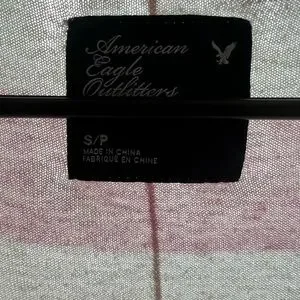 American
Eagle
Outfitters
S/P
MADE IN CHINA
FABRIQUÉ EN CHINE